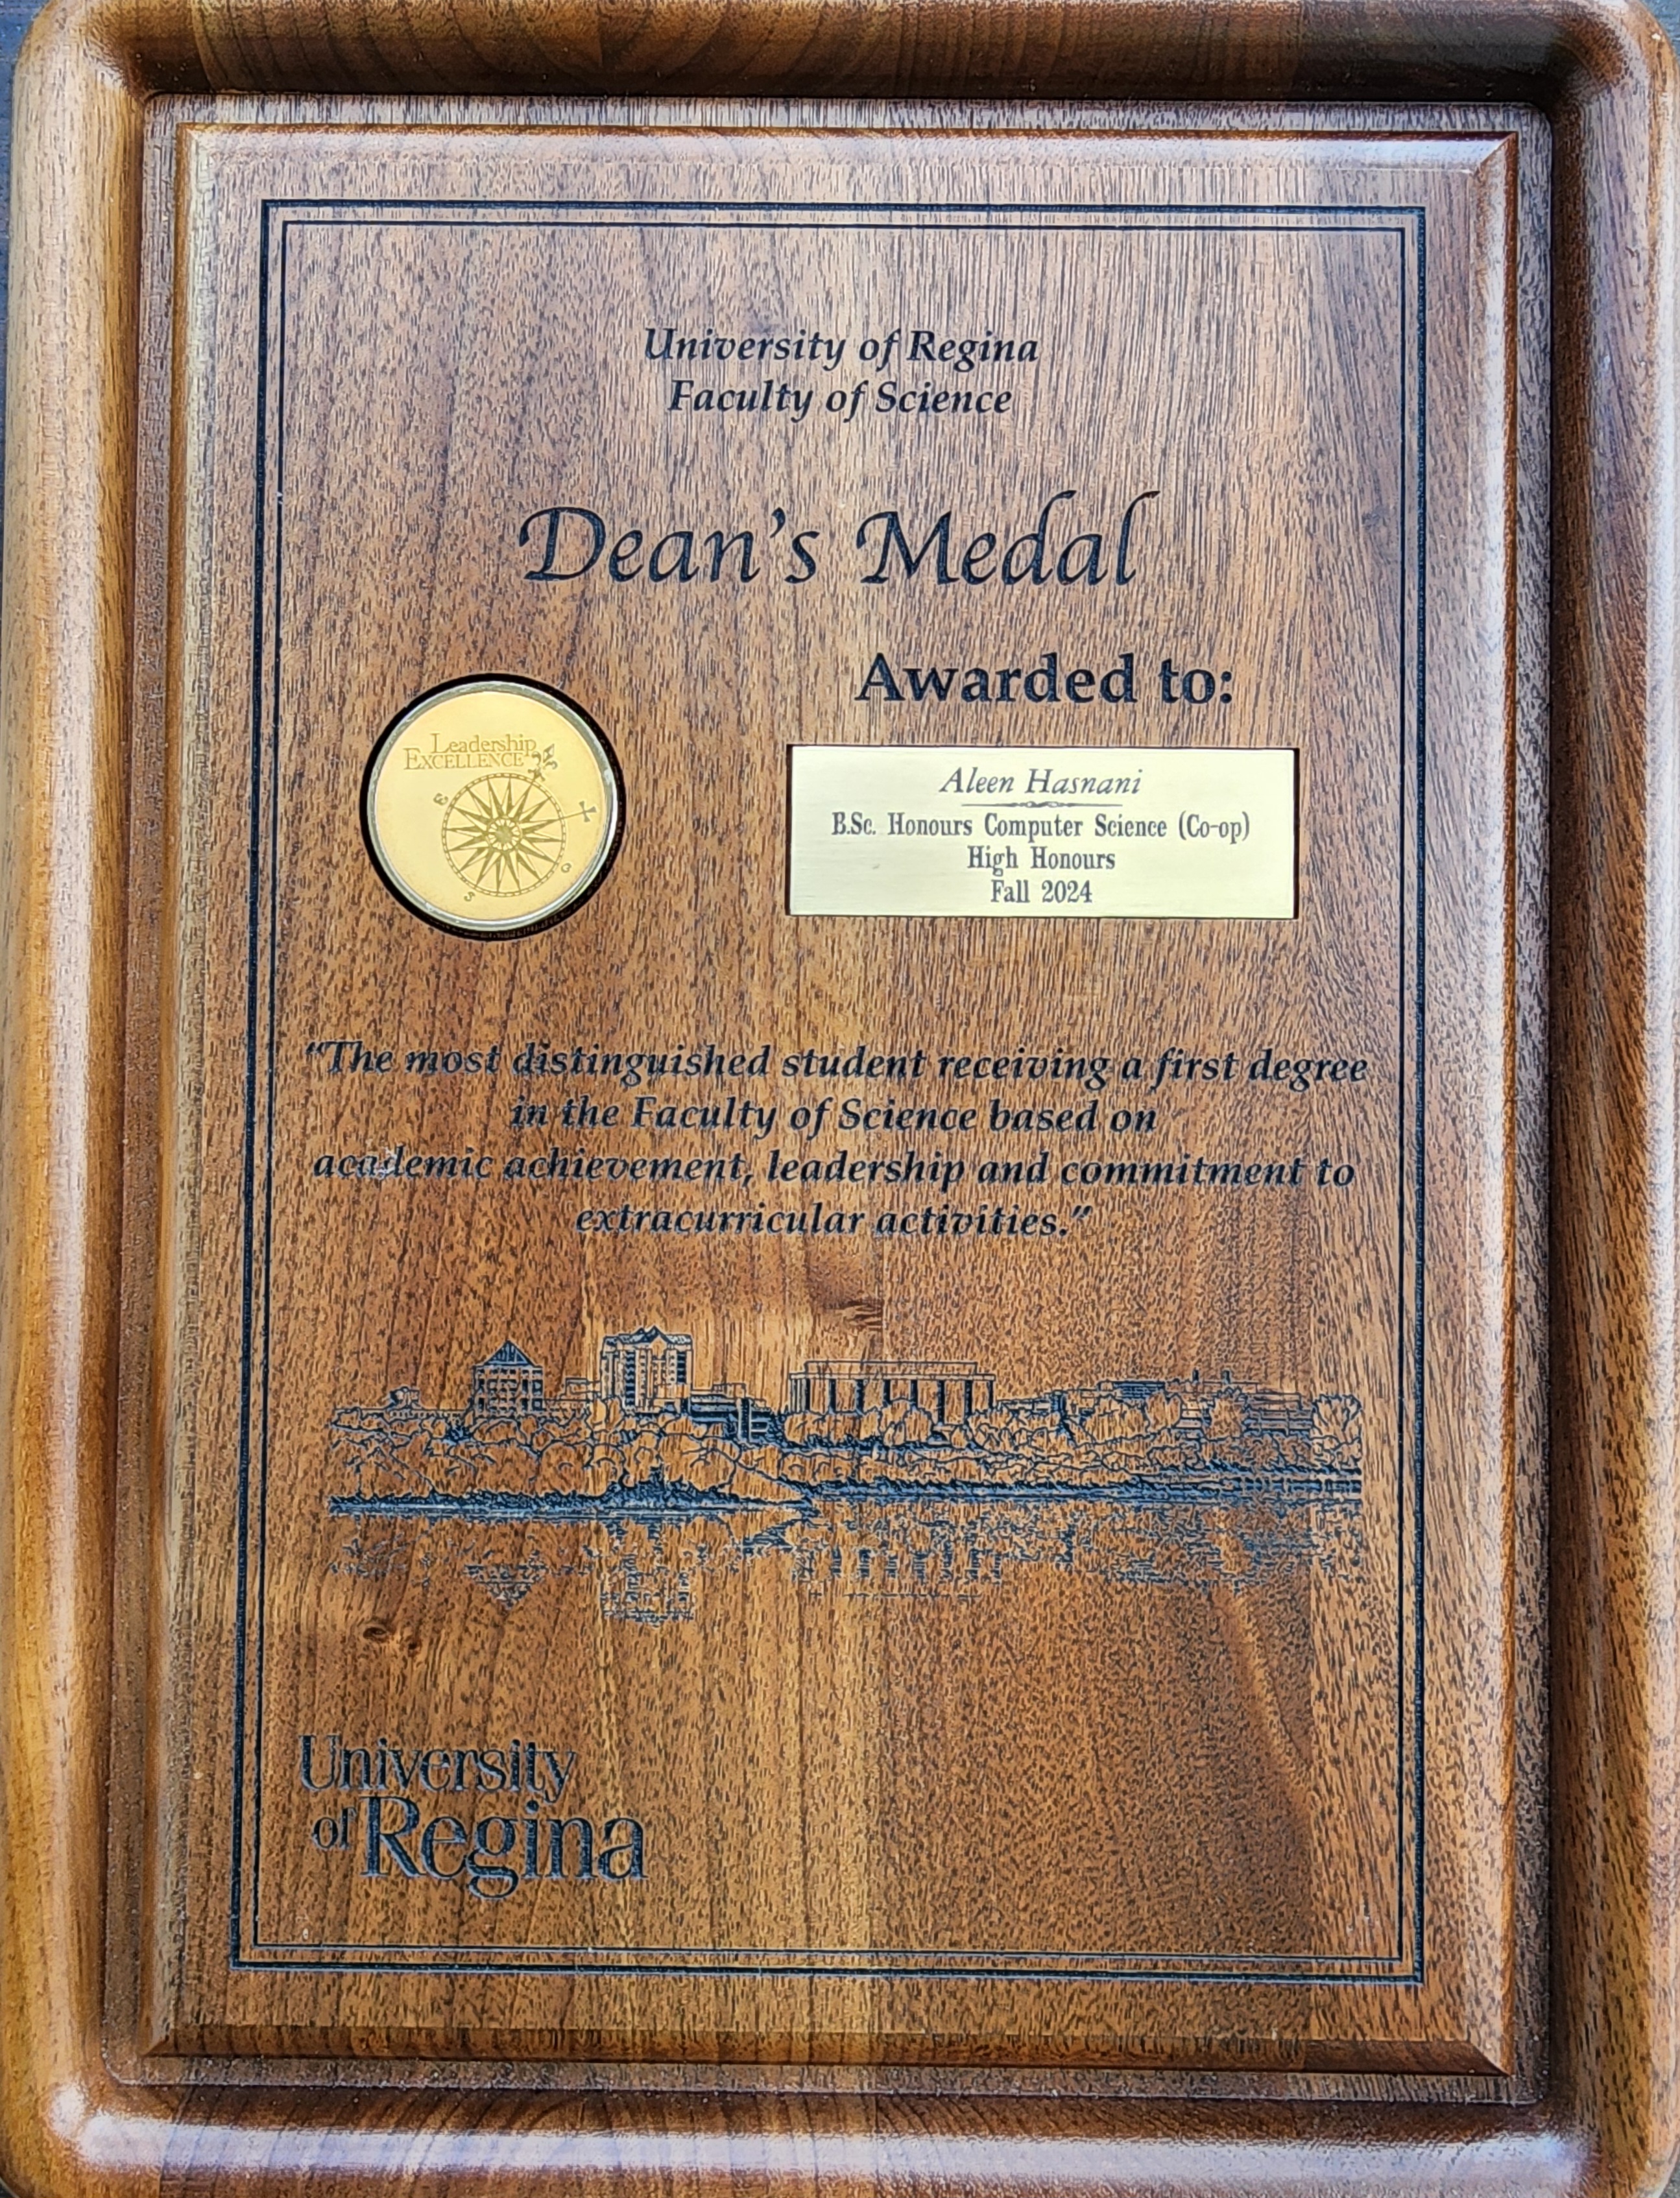 University of Regina
Faculty of Science
Dean's Medal
Awarded to:
Leadership
EXCELLENCE
E
S
O
Aleen Hasnani
B.Sc. Honours Computer Science (Co-op)
High Honours
Fall 2024
“The most distinguished student receiving a first degree
in the Faculty of Science based on
academic achievement, leadership and commitment to
extracurricular activities.”
University
of Regina